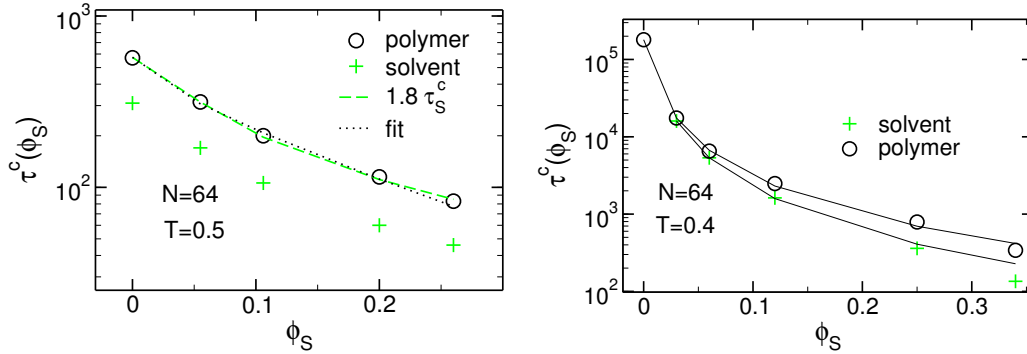 10³
polymer
solvent
1.8 τ_S^c
fit
τ^c(ϕ_S)
10²
N=64
T=0.5
0 0.1 0.2
ϕ_S
10⁵
10⁴
solvent
polymer
τ^c(ϕ_S)
10³
N=64
T=0.4
10²
0 0.1 0.2 0.3
ϕ_S